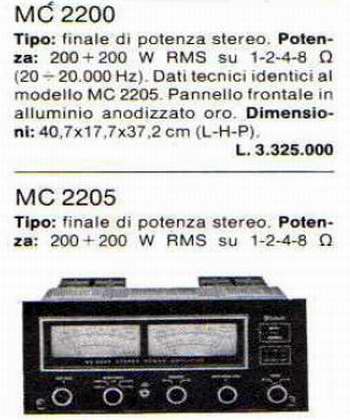 MC 2200
Tipo: finale di potenza stereo. Poten-
za: 200+200 W RMS su 1-2-4-8 Ω
(20÷20.000 Hz). Dati tecnici identici al
modello MC 2205. Pannello frontale in
alluminio anodizzato oro. Dimensio-
ni: 40,7x17,7x37,2 cm (L-H-P).
L. 3.325.000
MC 2205
Tipo: finale di potenza stereo. Poten-
za: 200+200 W RMS su 1-2-4-8 Ω